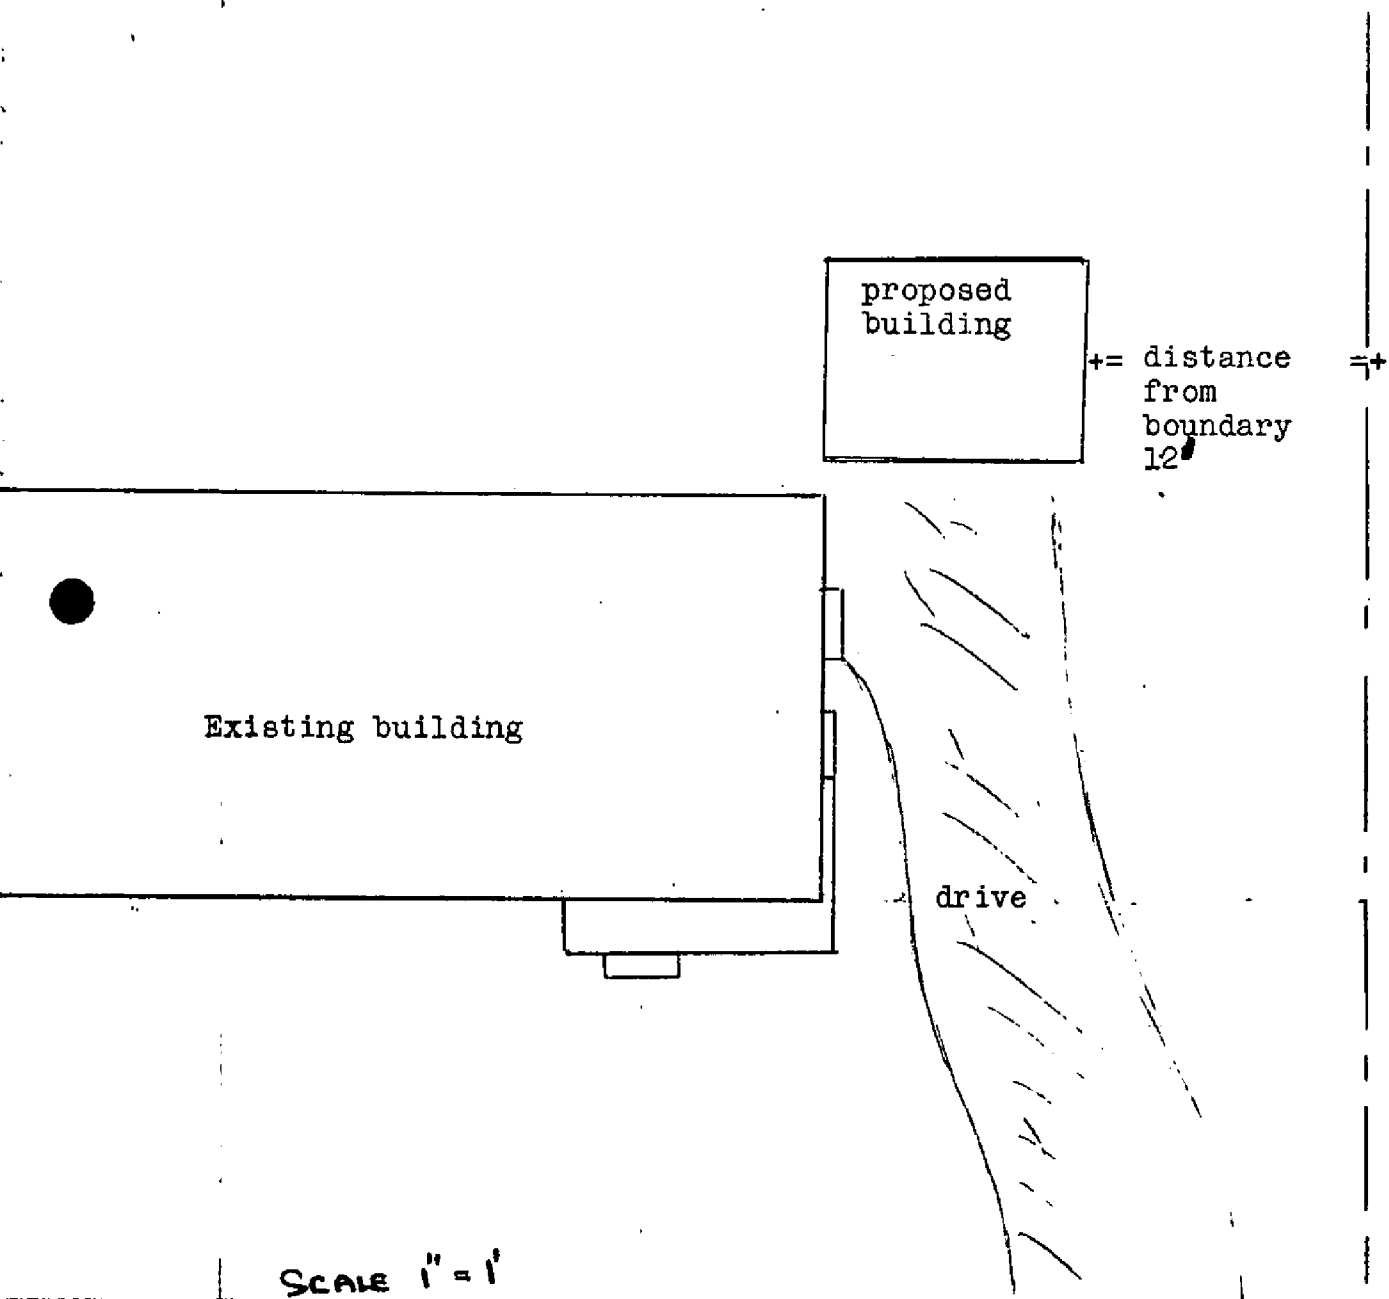 proposed
building
+= distance =+
from
boundary
12'
Existing building
drive
SCALE 1" = 1'